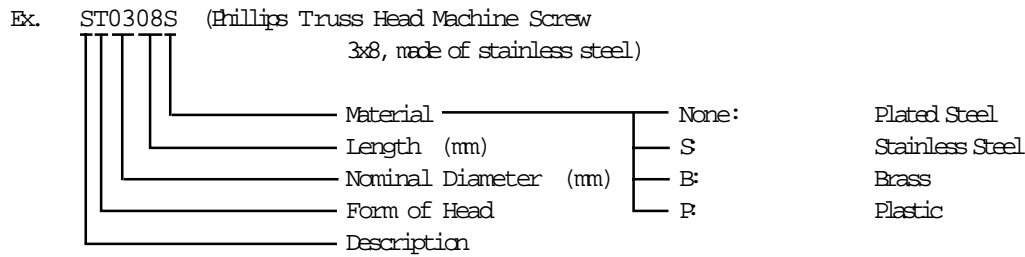 Ex. ST0308S (Phillips Truss Head Machine Screw
3x8, made of stainless steel)
Material None: Plated Steel
Length (mm) S: Stainless Steel
Nominal Diameter (mm) B: Brass
Form of Head P: Plastic
Description